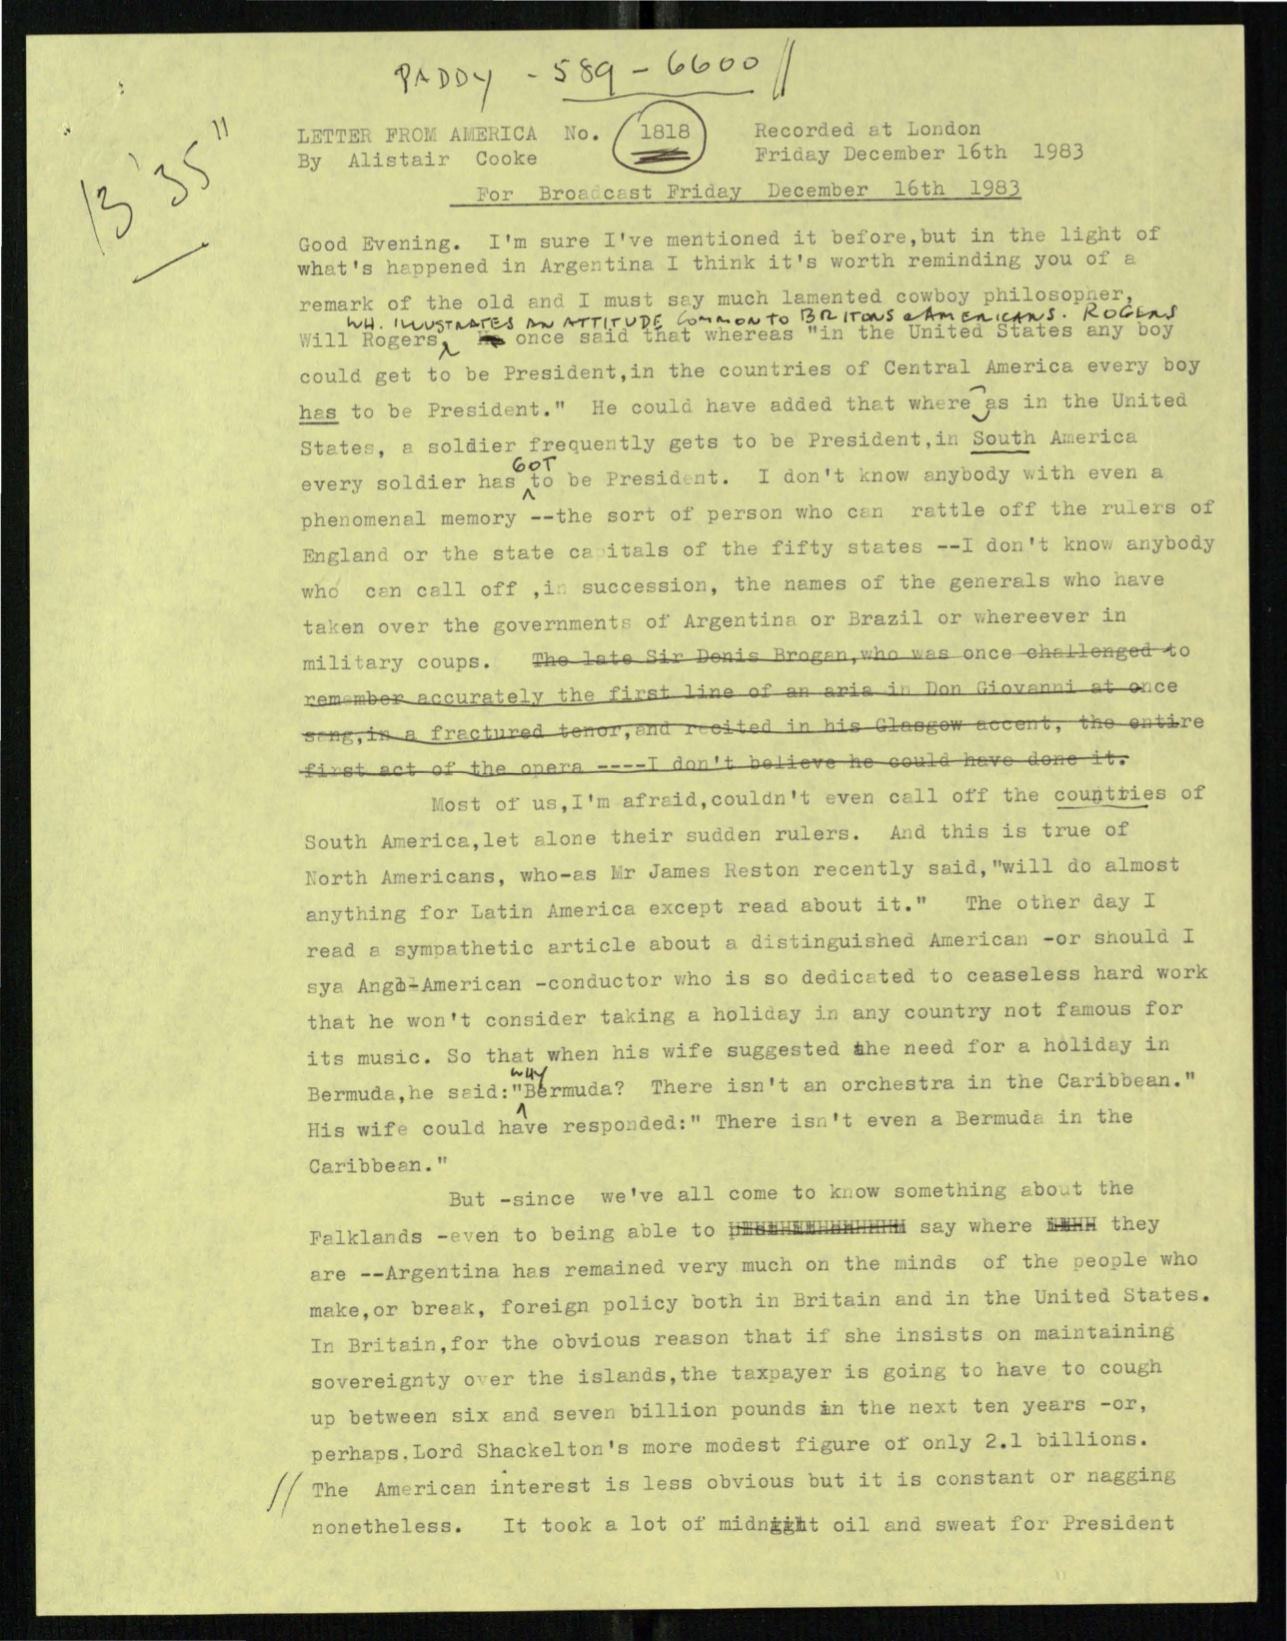 PADDY - 589 - 6600 //
13'35"
LETTER FROM AMERICA No. 1818 Recorded at London
By Alistair Cooke Friday December 16th 1983
For Broadcast Friday December 16th 1983
Good Evening. I'm sure I've mentioned it before,but in the light of
what's happened in Argentina I think it's worth reminding you of a
remark of the old and I must say much lamented cowboy philosopher,
WH. ILLUSTRATES AN ATTITUDE COMMON TO BRITONS & AMERICANS. ROGERS
Will Rogers, once said that whereas "in the United States any boy
could get to be President,in the countries of Central America every boy
has to be President." He could have added that where as in the United
States, a soldier frequently gets to be President,in South America
GOT
every soldier has to be President. I don't know anybody with even a
phenomenal memory --the sort of person who can rattle off the rulers of
England or the state capitals of the fifty states --I don't know anybody
who can call off ,in succession, the names of the generals who have
taken over the governments of Argentina or Brazil or whereever in
military coups. The late Sir Denis Brogan,who was once challenged to
remember accurately the first line of an aria in Don Giovanni at once
sang,in a fractured tenor,and recited in his Glasgow accent, the entire
first act of the opera ----I don't believe he could have done it.
Most of us,I'm afraid,couldn't even call off the countries of
South America,let alone their sudden rulers. And this is true of
North Americans, who-as Mr James Reston recently said,"will do almost
anything for Latin America except read about it." The other day I
read a sympathetic article about a distinguished American -or should I
sya Anglo-American -conductor who is so dedicated to ceaseless hard work
that he won't consider taking a holiday in any country not famous for
its music. So that when his wife suggested the need for a holiday in
WHY
Bermuda,he said:"Bermuda? There isn't an orchestra in the Caribbean."
His wife could have responded:" There isn't even a Bermuda in the
Caribbean."
But -since we've all come to know something about the
Falklands -even to being able to say where they
are --Argentina has remained very much on the minds of the people who
make,or break, foreign policy both in Britain and in the United States.
In Britain,for the obvious reason that if she insists on maintaining
sovereignty over the islands,the taxpayer is going to have to cough
up between six and seven billion pounds in the next ten years -or,
perhaps.Lord Shackelton's more modest figure of only 2.1 billions.
// The American interest is less obvious but it is constant or nagging
nonetheless. It took a lot of midnight oil and sweat for President